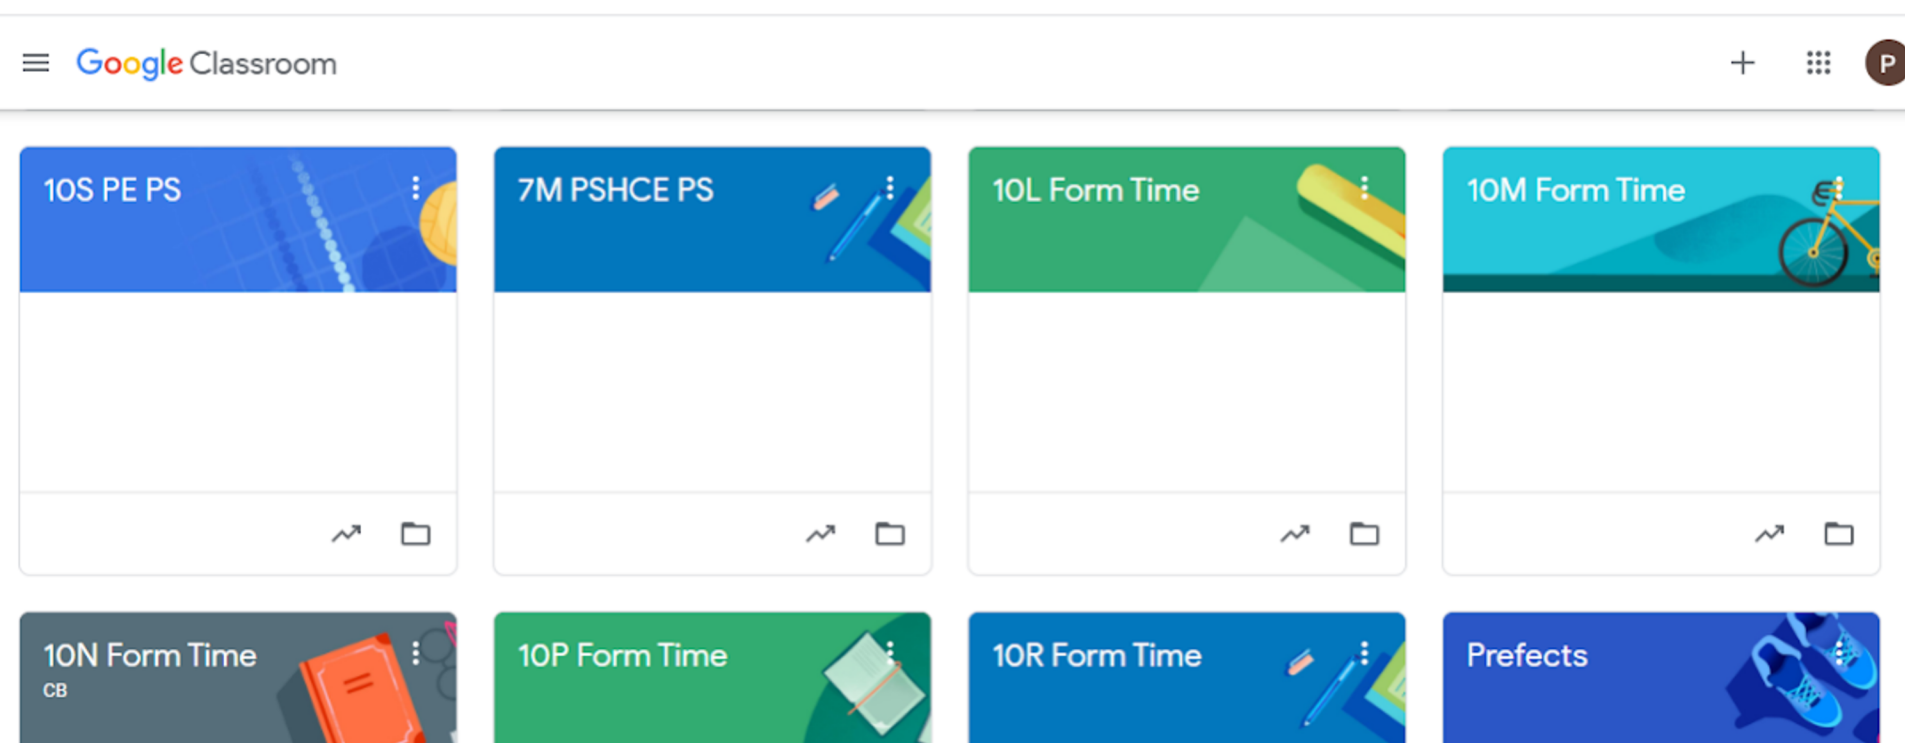 Google Classroom
P
10S PE PS
7M PSHCE PS
10L Form Time
10M Form Time
10N Form Time
CB
10P Form Time
10R Form Time
Prefects